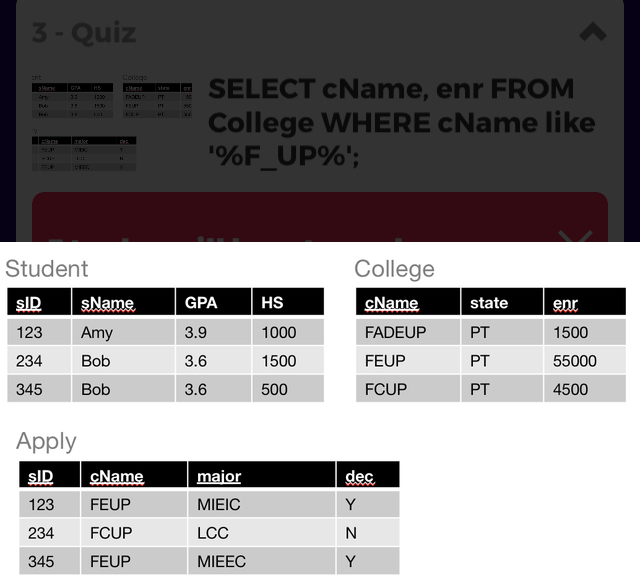 3 - Quiz
SELECT cName, enr FROM
College WHERE cName like
'%F_UP%';
Student
sID sName GPA HS
123 Amy 3.9 1000
234 Bob 3.6 1500
345 Bob 3.6 500
College
cName state enr
FADEUP PT 1500
FEUP PT 55000
FCUP PT 4500
Apply
sID cName major dec
123 FEUP MIEIC Y
234 FCUP LCC N
345 FEUP MIEEC Y